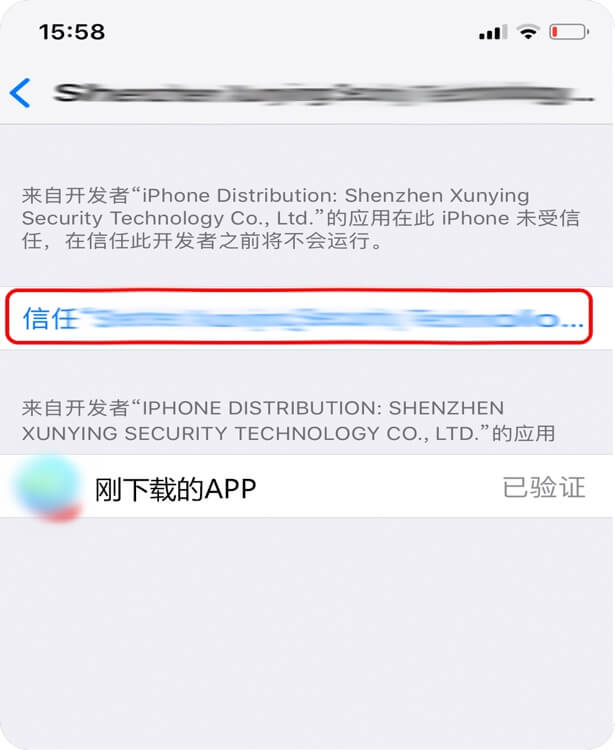 15:58
来自开发者“iPhone Distribution: Shenzhen Xunying
Security Technology Co., Ltd.”的应用在此 iPhone 未受信
任，在信任此开发者之前将不会运行。
信任
来自开发者“IPHONE DISTRIBUTION: SHENZHEN
XUNYING SECURITY TECHNOLOGY CO., LTD.”的应用
刚下载的APP
已验证